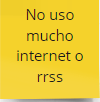 No uso
mucho
internet o
rrss